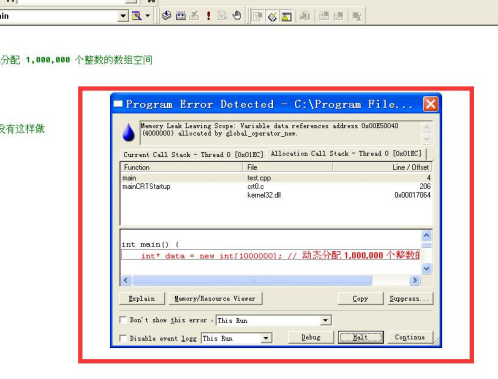 ain
分配 1,000,000 个整数的数组空间
没有这样做
Program Error Detected - C:\Program File...
Memory Leak Leaving Scope: Variable data references address 0x00E50040
(4000000) allocated by global_operator_new.
Current Call Stack - Thread 0 [0x01EC] Allocation Call Stack - Thread 0 [0x01EC]
Function File Line / Offset
main test.cpp 4
mainCRTStartup crt0.c 206
kernel32.dll 0x00017064
int main() {
int* data = new int[1000000]; // 动态分配 1,000,000 个整数的
Explain Memory/Resource Viewer Copy Suppress...
Don't show this error - This Run
Disable event logg This Run Debug Halt Continue